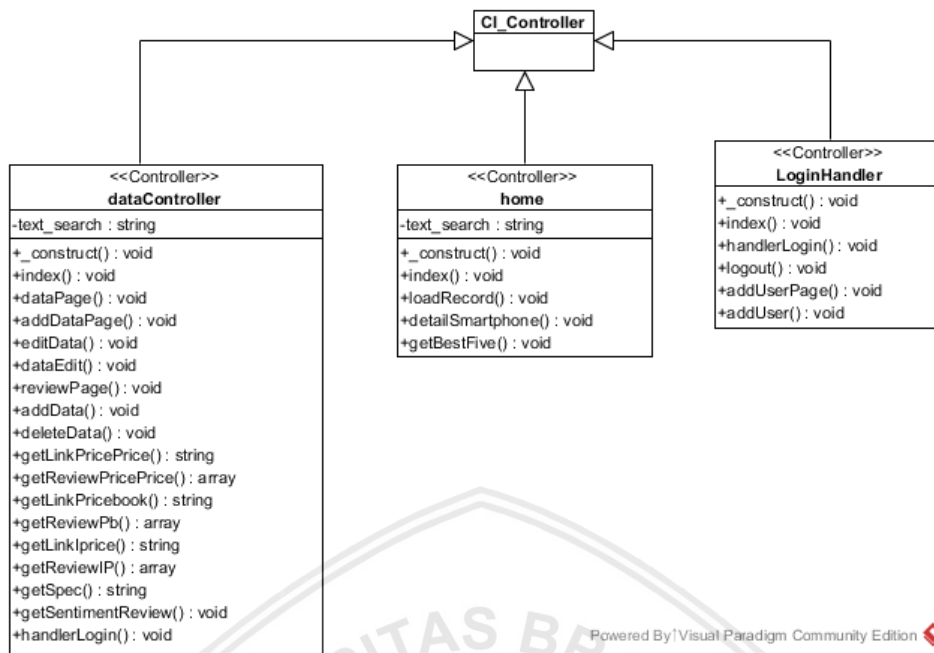 CI_Controller
<<Controller>>
dataController
-text_search : string
+_construct() : void
+index() : void
+dataPage() : void
+addDataPage() : void
+editData() : void
+dataEdit() : void
+reviewPage() : void
+addData() : void
+deleteData() : void
+getLinkPricePrice() : string
+getReviewPricePrice() : array
+getLinkPricebook() : string
+getReviewPb() : array
+getLinkIprice() : string
+getReviewIP() : array
+getSpec() : string
+getSentimentReview() : void
+handlerLogin() : void
<<Controller>>
home
-text_search : string
+_construct() : void
+index() : void
+loadRecord() : void
+detailSmartphone() : void
+getBestFive() : void
<<Controller>>
LoginHandler
+_construct() : void
+index() : void
+handlerLogin() : void
+logout() : void
+addUserPage() : void
+addUser() : void
ITAS BR
Powered By Visual Paradigm Community Edition